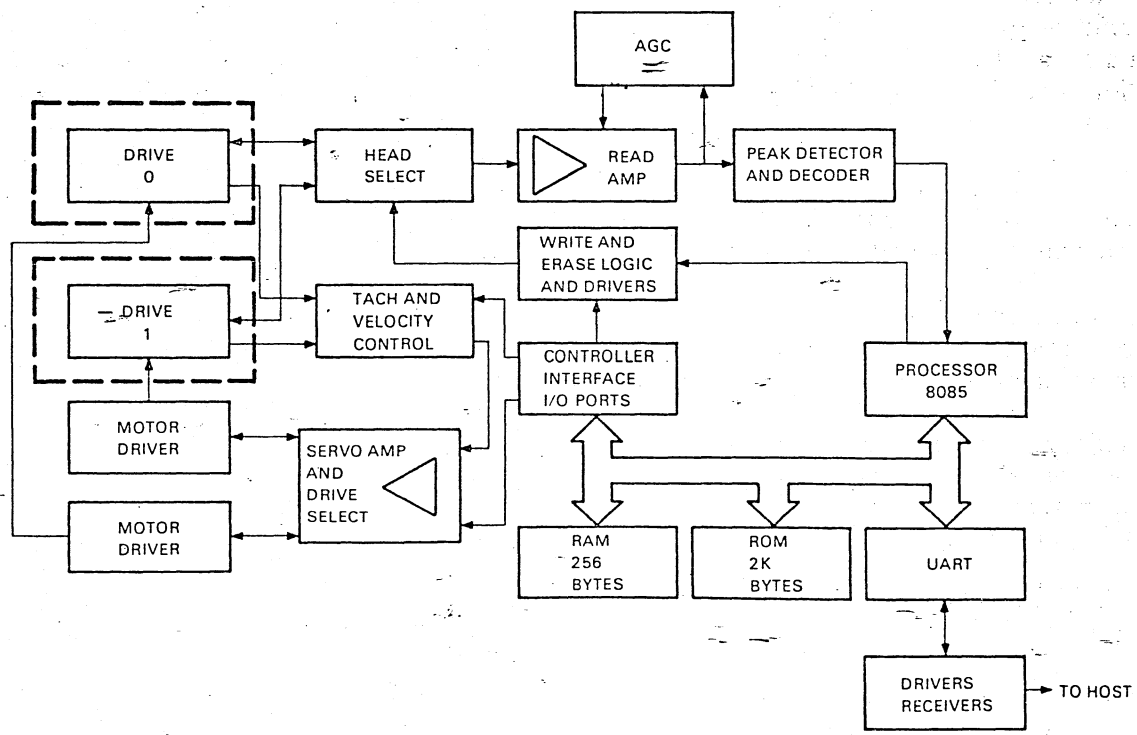 AGC
DRIVE
0
HEAD
SELECT
READ
AMP
PEAK DETECTOR
AND DECODER
WRITE AND
ERASE LOGIC
AND DRIVERS
DRIVE
1
TACH AND
VELOCITY
CONTROL
CONTROLLER
INTERFACE
I/O PORTS
PROCESSOR
8085
MOTOR
DRIVER
SERVO AMP
AND
DRIVE
SELECT
MOTOR
DRIVER
RAM
256
BYTES
ROM
2K
BYTES
UART
DRIVERS
RECEIVERS
TO HOST